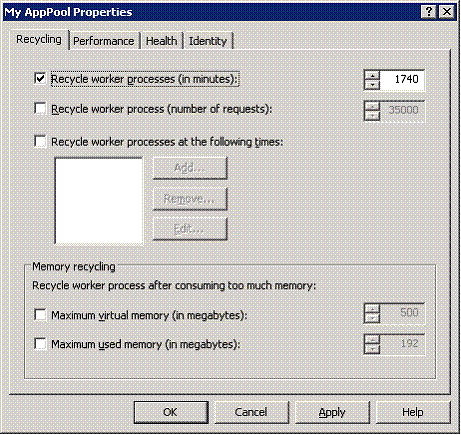 My AppPool Properties
Recycling Performance Health Identity
Recycle worker processes (in minutes): 1740
Recycle worker process (number of requests): 35000
Recycle worker processes at the following times:
Add...
Remove...
Edit...
Memory recycling
Recycle worker process after consuming too much memory:
Maximum virtual memory (in megabytes): 500
Maximum used memory (in megabytes): 192
OK Cancel Apply Help